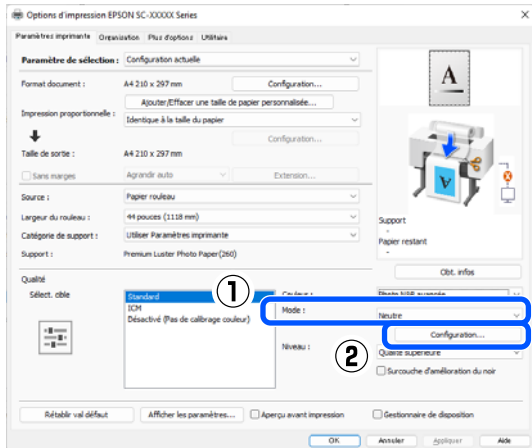 Options d'impression EPSON SC-XXXXX Series
Paramètres imprimante Organisation Plus d'options Utilitaire
Paramètre de sélection : Configuration actuelle
Format document : A4 210 x 297 mm Configuration...
Ajouter/Effacer une taille de papier personnalisée...
Impression proportionnelle : Identique à la taille du papier
Configuration...
Taille de sortie : A4 210 x 297 mm
Sans marges Agrandir auto Extension...
Source : Papier rouleau
Largeur du rouleau : 44 pouces (1118 mm)
Catégorie de support : Utiliser Paramètres imprimante
Support : Premium Luster Photo Paper(260)
A
A
Support
-
Papier restant
-
Obt. infos
Qualité
Sélect. cible
Standard
ICM
Désactivé (Pas de calibrage couleur)
1
Couleur : Photo N&B avancée
Mode : Neutre
2
Configuration...
Niveau : Qualité supérieure
Surcouche d'amélioration du noir
Rétablir val défaut Afficher les paramètres... Aperçu avant impression Gestionnaire de disposition
OK Annuler Appliquer Aide